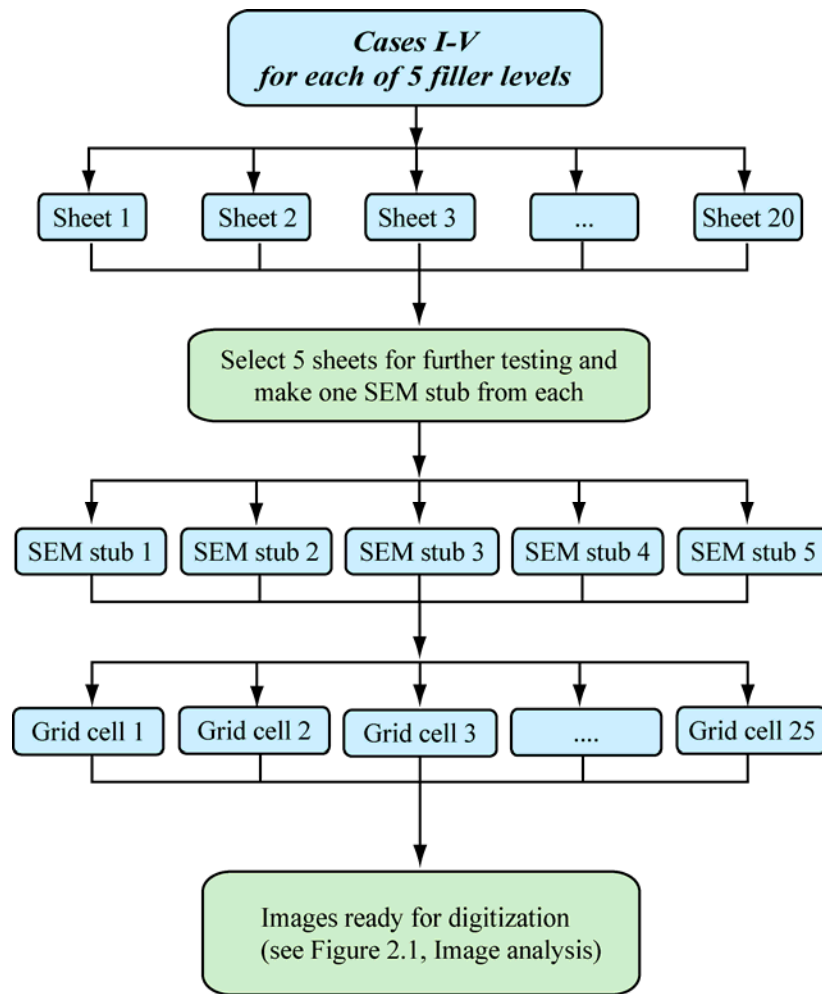 Cases I-V
for each of 5 filler levels
Sheet 1
Sheet 2
Sheet 3
...
Sheet 20
Select 5 sheets for further testing and
make one SEM stub from each
SEM stub 1
SEM stub 2
SEM stub 3
SEM stub 4
SEM stub 5
Grid cell 1
Grid cell 2
Grid cell 3
....
Grid cell 25
Images ready for digitization
(see Figure 2.1, Image analysis)